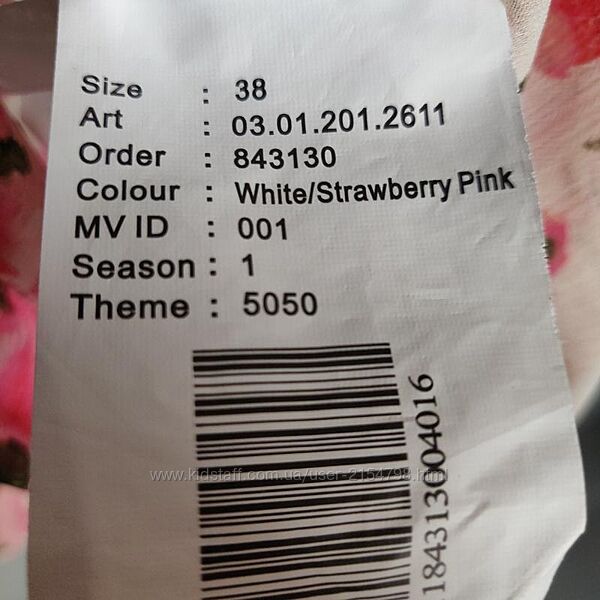 Size : 38
Art : 03.01.201.2611
Order : 843130
Colour : White/Strawberry Pink
MV ID : 001
Season : 1
Theme : 5050
184313004016
www.kidstaff.com.ua/user-2154798.html